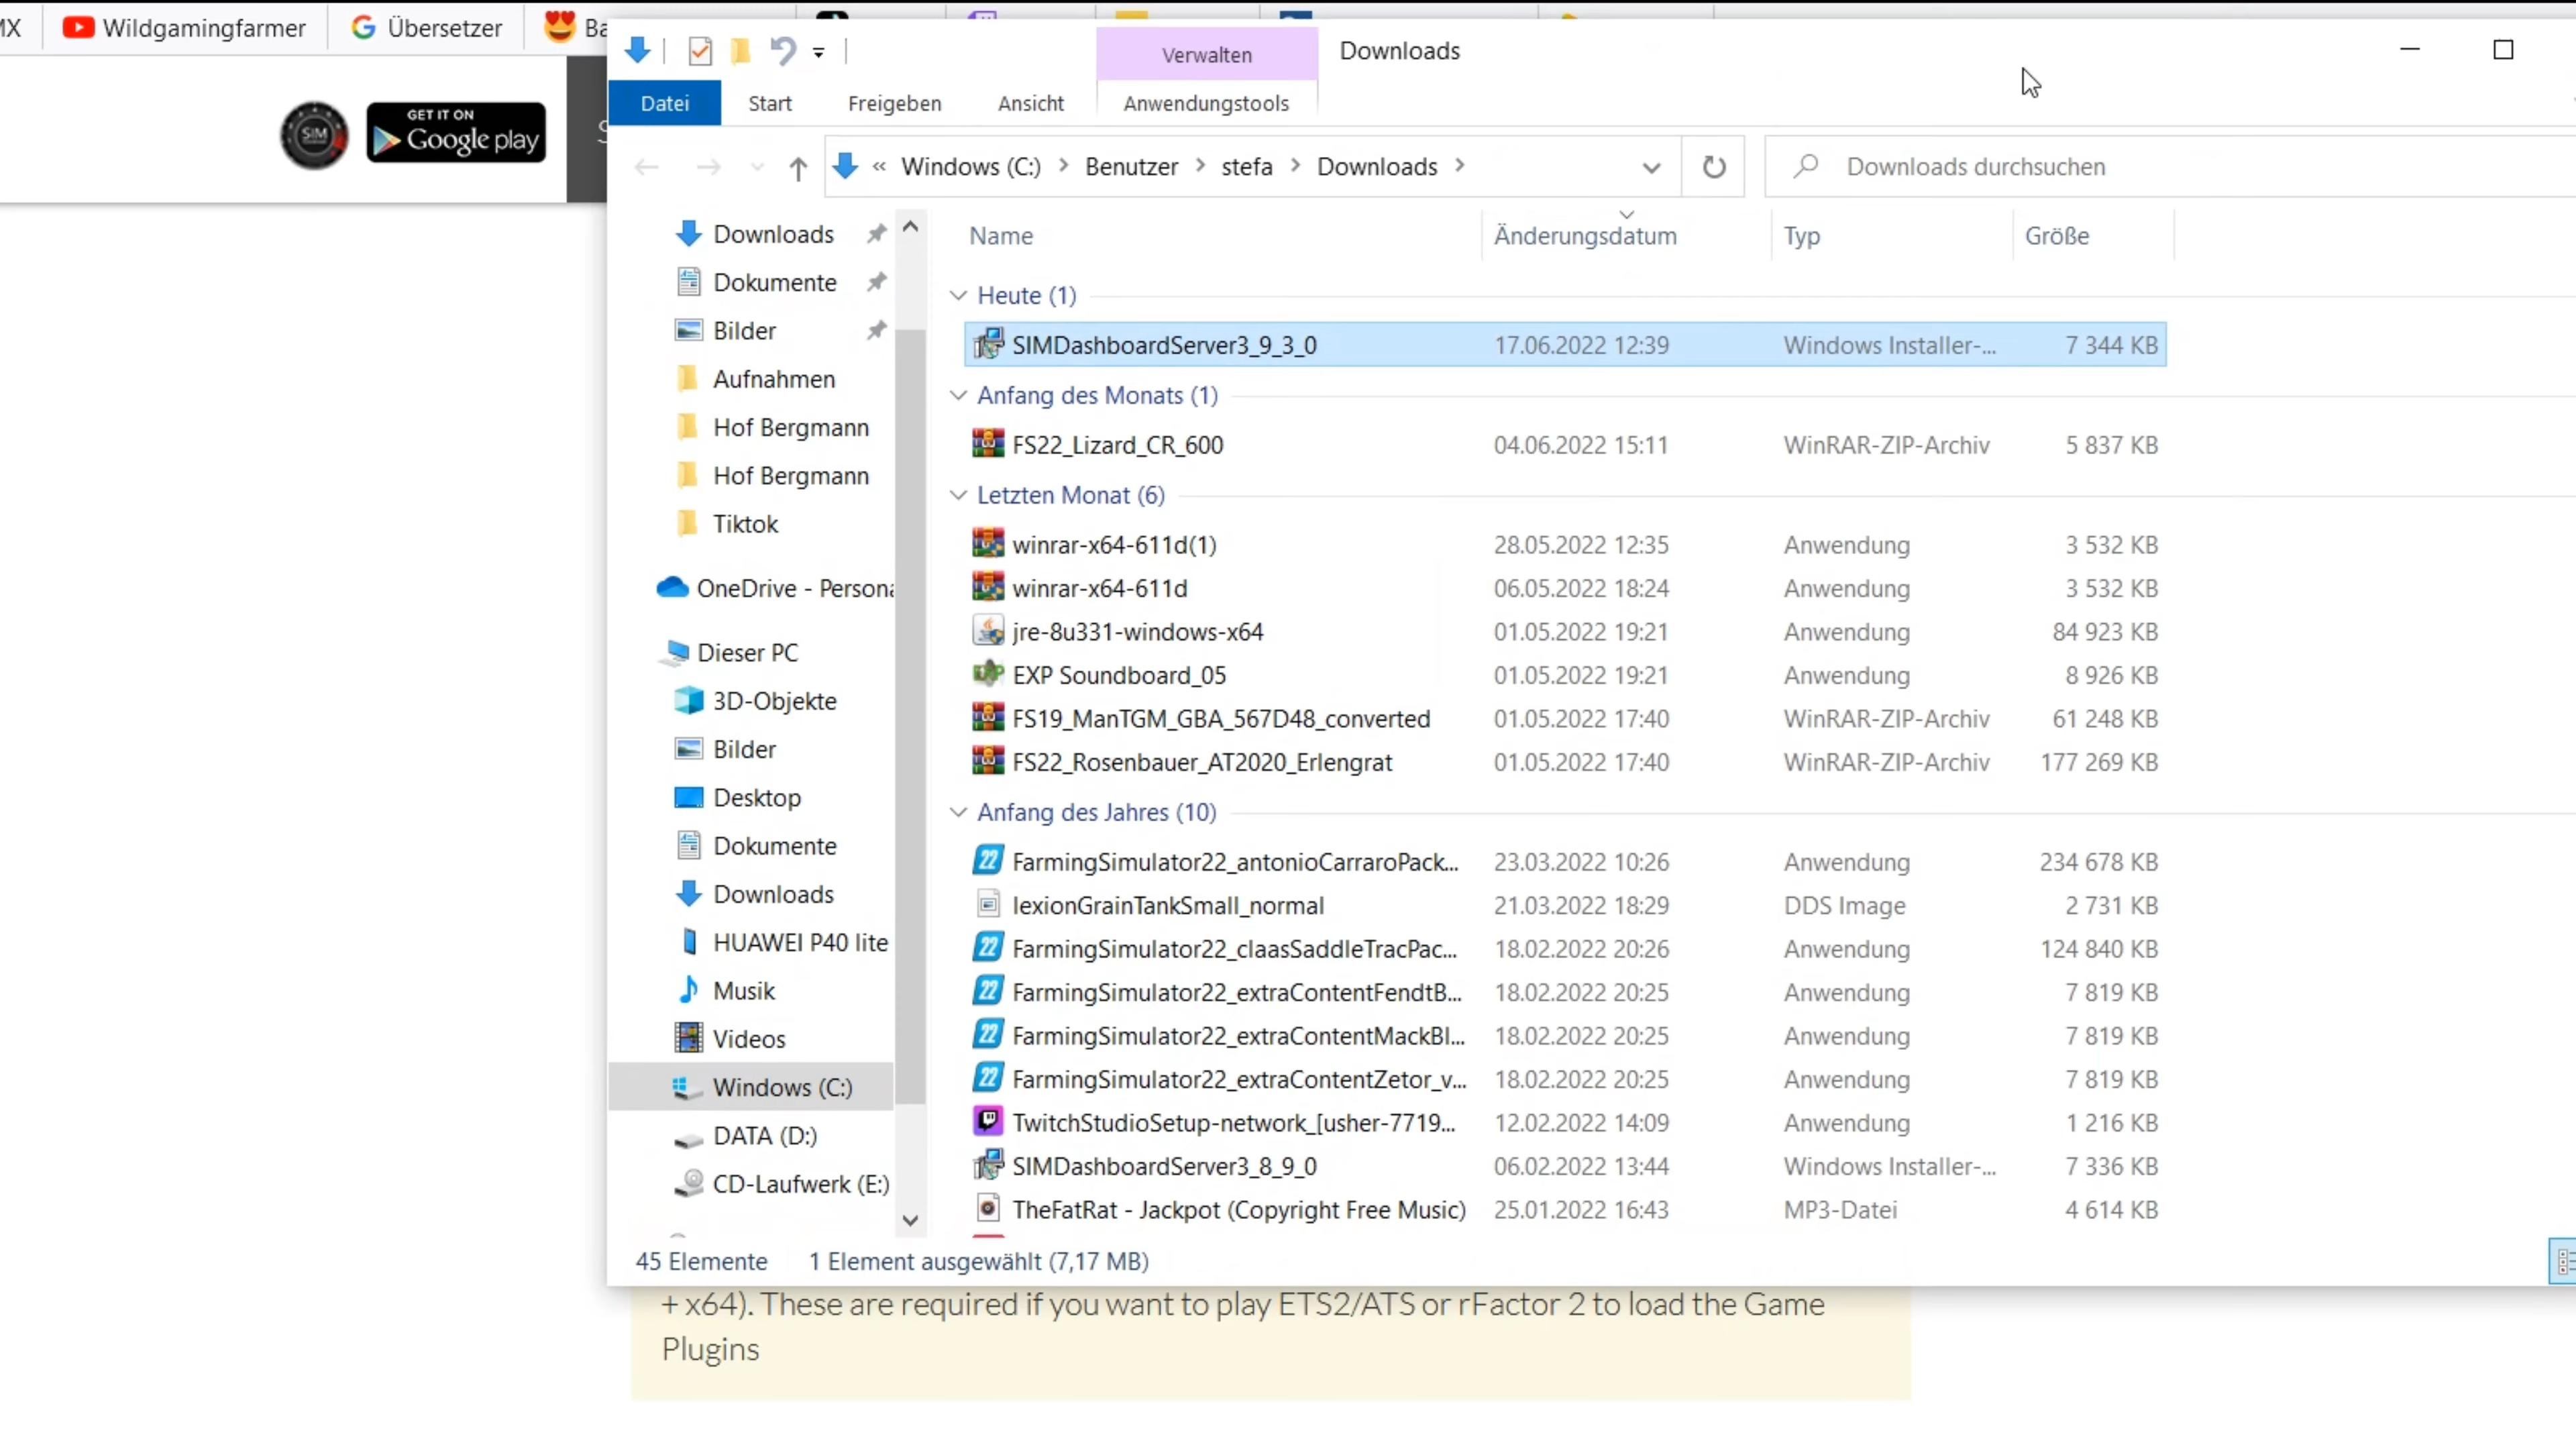 MX Wildgamingfarmer Übersetzer
Verwalten Downloads
Datei Start Freigeben Ansicht Anwendungstools
SIM GET IT ON Google play
« Windows (C:) > Benutzer > stefa > Downloads > Downloads durchsuchen
Name Änderungsdatum Typ Größe
Downloads
Dokumente
Bilder
Aufnahmen
Hof Bergmann
Hof Bergmann
Tiktok
OneDrive - Persona
Dieser PC
3D-Objekte
Bilder
Desktop
Dokumente
Downloads
HUAWEI P40 lite
Musik
Videos
Windows (C:)
DATA (D:)
CD-Laufwerk (E:)
Heute (1)
SIMDashboardServer3_9_3_0 17.06.2022 12:39 Windows Installer-... 7 344 KB
Anfang des Monats (1)
FS22_Lizard_CR_600 04.06.2022 15:11 WinRAR-ZIP-Archiv 5 837 KB
Letzten Monat (6)
winrar-x64-611d(1) 28.05.2022 12:35 Anwendung 3 532 KB
winrar-x64-611d 06.05.2022 18:24 Anwendung 3 532 KB
jre-8u331-windows-x64 01.05.2022 19:21 Anwendung 84 923 KB
EXP Soundboard_05 01.05.2022 19:21 Anwendung 8 926 KB
FS19_ManTGM_GBA_567D48_converted 01.05.2022 17:40 WinRAR-ZIP-Archiv 61 248 KB
FS22_Rosenbauer_AT2020_Erlengrat 01.05.2022 17:40 WinRAR-ZIP-Archiv 177 269 KB
Anfang des Jahres (10)
FarmingSimulator22_antonioCarraroPack... 23.03.2022 10:26 Anwendung 234 678 KB
lexionGrainTankSmall_normal 21.03.2022 18:29 DDS Image 2 731 KB
FarmingSimulator22_claasSaddleTracPac... 18.02.2022 20:26 Anwendung 124 840 KB
FarmingSimulator22_extraContentFendtB... 18.02.2022 20:25 Anwendung 7 819 KB
FarmingSimulator22_extraContentMackBl... 18.02.2022 20:25 Anwendung 7 819 KB
FarmingSimulator22_extraContentZetor_v... 18.02.2022 20:25 Anwendung 7 819 KB
TwitchStudioSetup-network_[usher-7719... 12.02.2022 14:09 Anwendung 1 216 KB
SIMDashboardServer3_8_9_0 06.02.2022 13:44 Windows Installer-... 7 336 KB
TheFatRat - Jackpot (Copyright Free Music) 25.01.2022 16:43 MP3-Datei 4 614 KB
45 Elemente 1 Element ausgewählt (7,17 MB)
+ x64). These are required if you want to play ETS2/ATS or rFactor 2 to load the Game
Plugins